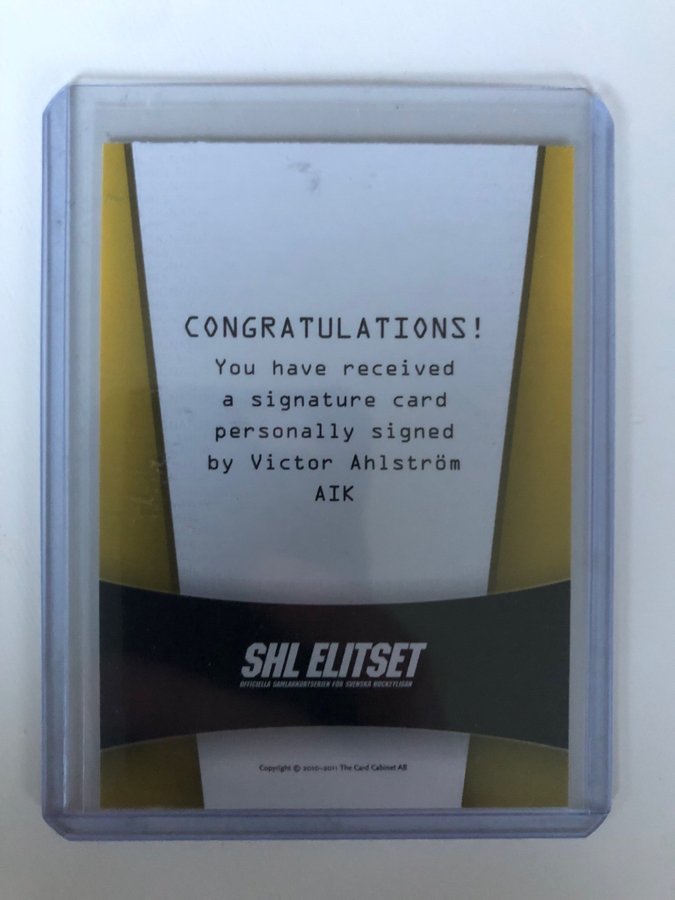 CONGRATULATIONS!
You have received
a signature card
personally signed
by Victor Ahlström
AIK
SHL ELITSET
OFFICIELLA SAMLARKORTSERIEN FÖR SVENSKA HOCKEYLIGAN
Copyright © 2010-2011 The Card Cabinet AB